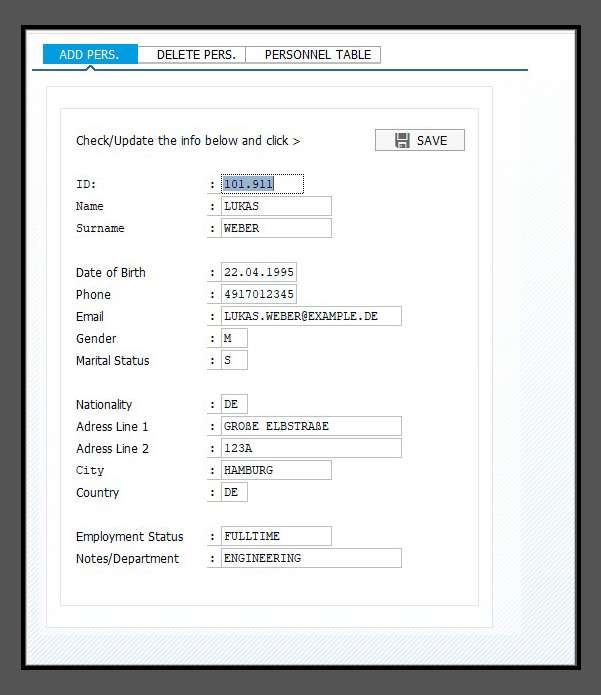 ADD PERS. DELETE PERS. PERSONNEL TABLE
Check/Update the info below and click > SAVE
ID: : 101.911
Name : LUKAS
Surname : WEBER
Date of Birth : 22.04.1995
Phone : 4917012345
Email : LUKAS.WEBER@EXAMPLE.DE
Gender : M
Marital Status : S
Nationality : DE
Adress Line 1 : GROßE ELBSTRAßE
Adress Line 2 : 123A
City : HAMBURG
Country : DE
Employment Status : FULLTIME
Notes/Department : ENGINEERING